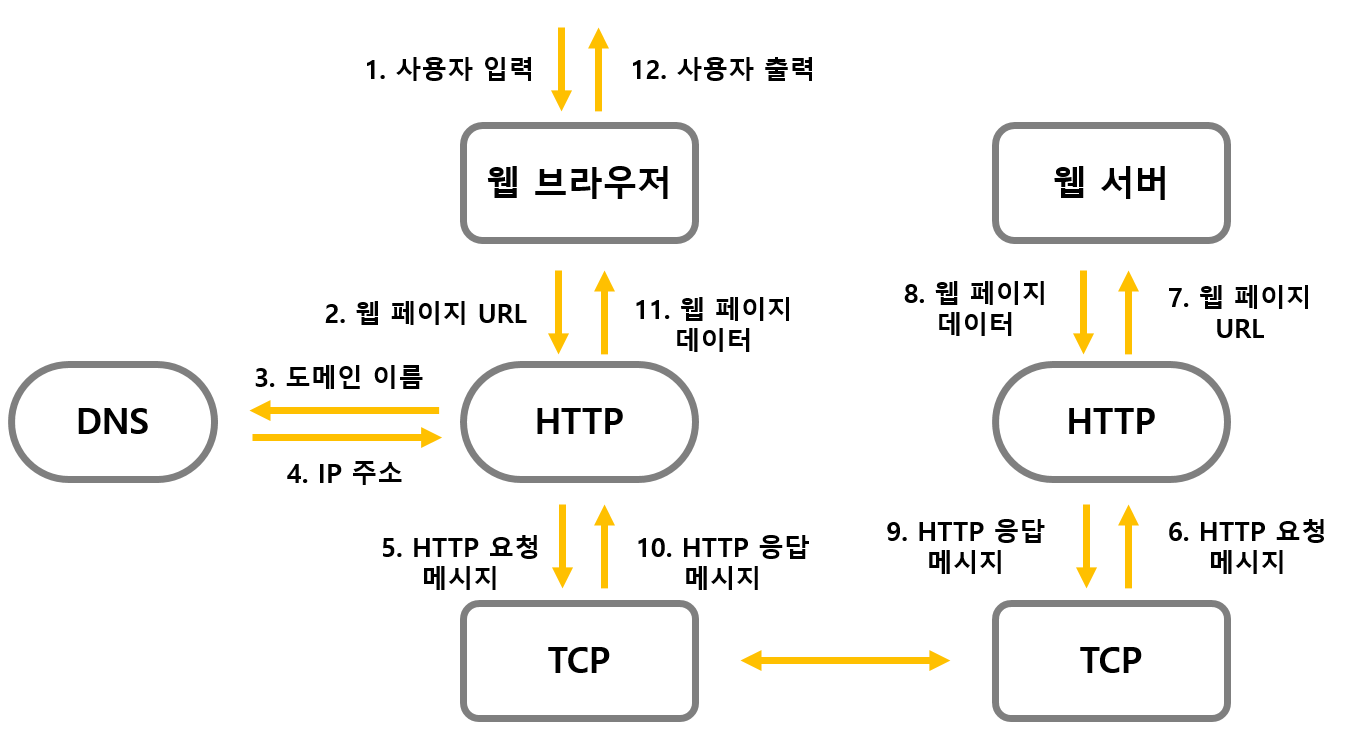 1. 사용자 입력
12. 사용자 출력
웹 브라우저
웹 서버
2. 웹 페이지 URL
11. 웹 페이지
데이터
8. 웹 페이지
데이터
7. 웹 페이지
URL
DNS
3. 도메인 이름
4. IP 주소
HTTP
HTTP
5. HTTP 요청
메시지
10. HTTP 응답
메시지
9. HTTP 응답
메시지
6. HTTP 요청
메시지
TCP
TCP